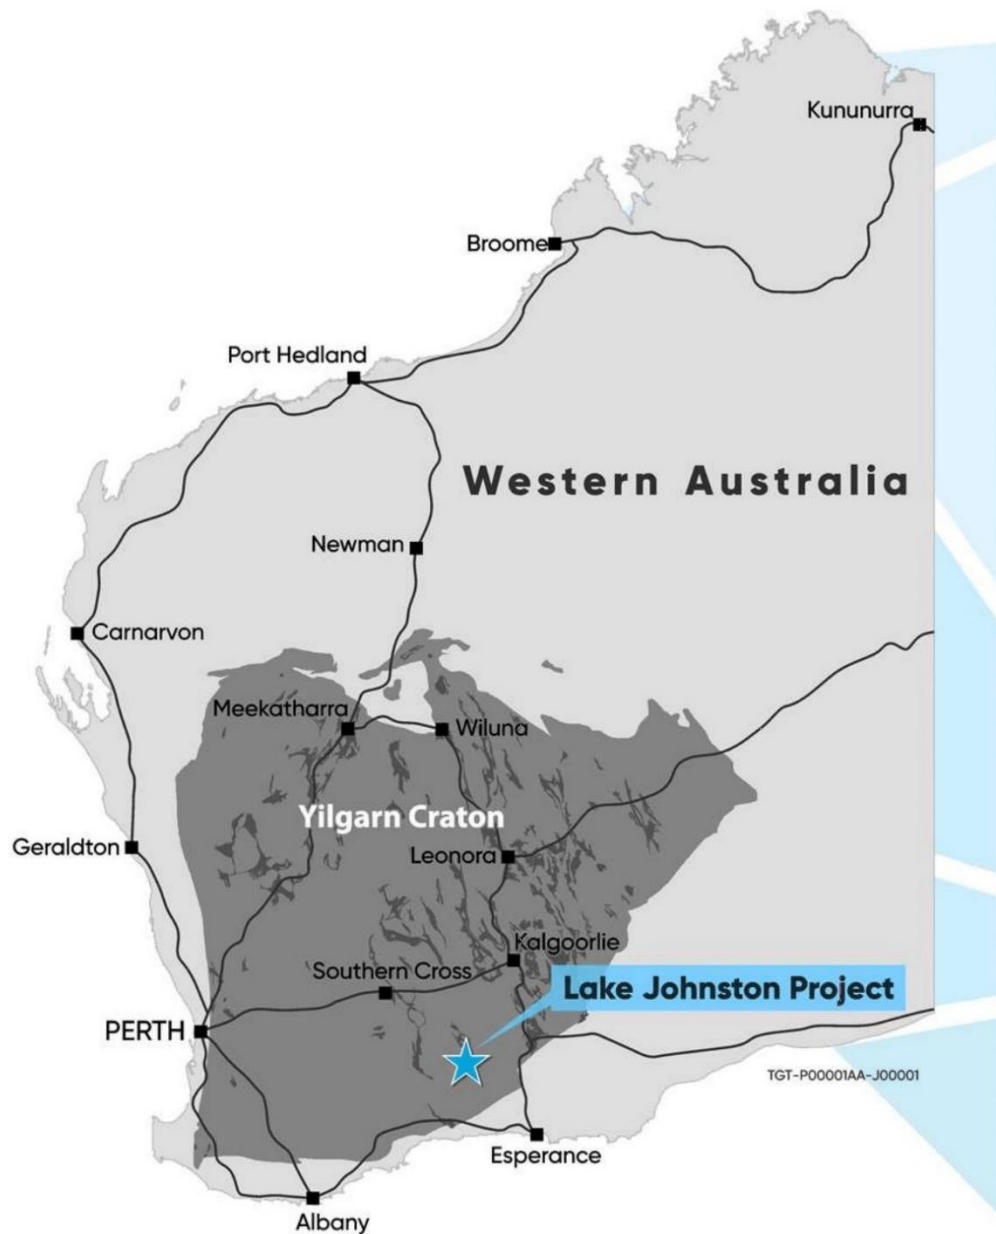 Kununurra
Broome
Port Hedland
Western Australia
Newman
Carnarvon
Meekatharra
Wiluna
Yilgarn Craton
Geraldton
Leonora
Kalgoorlie
Southern Cross
Lake Johnston Project
PERTH
TGT-P00001AA-J00001
Esperance
Albany